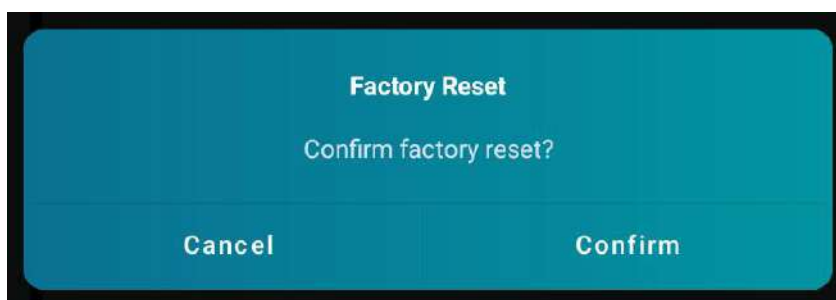 Factory Reset
Confirm factory reset?
Cancel
Confirm